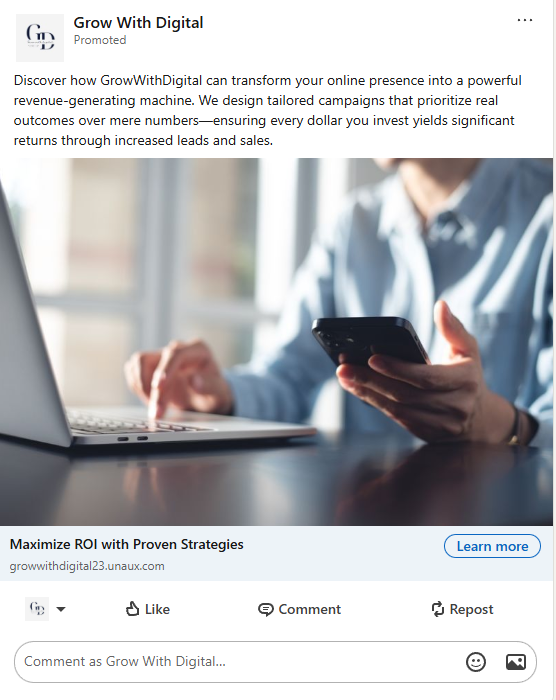 GD
Grow With Digital
Promoted
Discover how GrowWithDigital can transform your online presence into a powerful
revenue-generating machine. We design tailored campaigns that prioritize real
outcomes over mere numbers—ensuring every dollar you invest yields significant
returns through increased leads and sales.
Maximize ROI with Proven Strategies
Learn more
growwithdigital23.unaux.com
GD
Like
Comment
Repost
Comment as Grow With Digital...